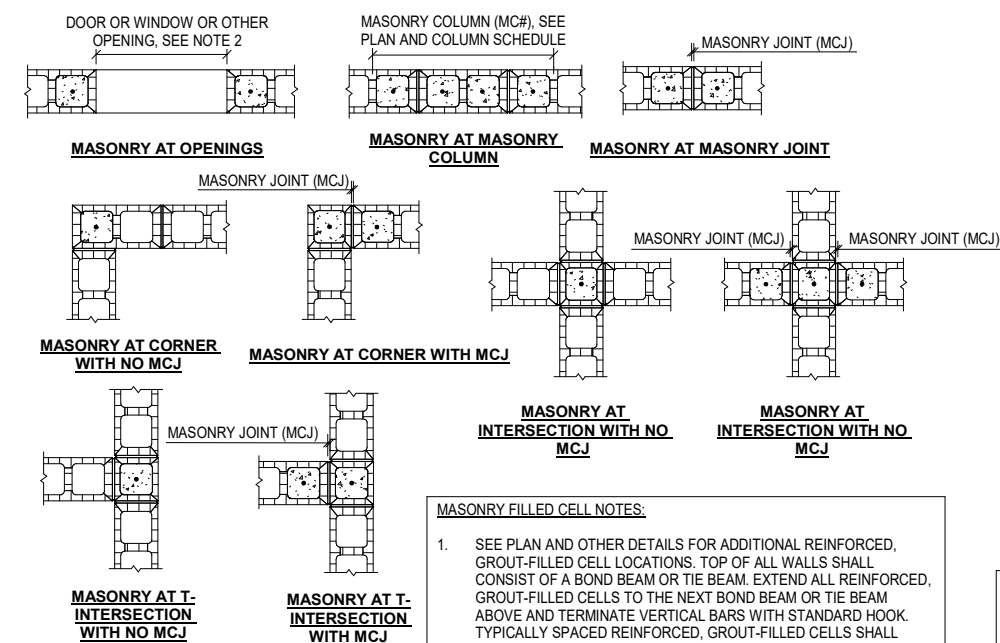 DOOR OR WINDOW OR OTHER
OPENING, SEE NOTE 2
MASONRY AT OPENINGS
MASONRY COLUMN (MC#), SEE
PLAN AND COLUMN SCHEDULE
MASONRY AT MASONRY
COLUMN
MASONRY JOINT (MCJ)
MASONRY AT MASONRY JOINT
MASONRY AT CORNER
WITH NO MCJ
MASONRY JOINT (MCJ)
MASONRY AT CORNER WITH MCJ
MASONRY AT
INTERSECTION WITH NO
MCJ
MASONRY JOINT (MCJ)
MASONRY JOINT (MCJ)
MASONRY AT
INTERSECTION WITH NO
MCJ
MASONRY AT T-
INTERSECTION
WITH NO MCJ
MASONRY JOINT (MCJ)
MASONRY AT T-
INTERSECTION
WITH MCJ
MASONRY FILLED CELL NOTES:
1. SEE PLAN AND OTHER DETAILS FOR ADDITIONAL REINFORCED,
GROUT-FILLED CELL LOCATIONS. TOP OF ALL WALLS SHALL
CONSIST OF A BOND BEAM OR TIE BEAM. EXTEND ALL REINFORCED,
GROUT-FILLED CELLS TO THE NEXT BOND BEAM OR TIE BEAM
ABOVE AND TERMINATE VERTICAL BARS WITH STANDARD HOOK.
TYPICALLY SPACED REINFORCED, GROUT-FILLED CELLS SHALL